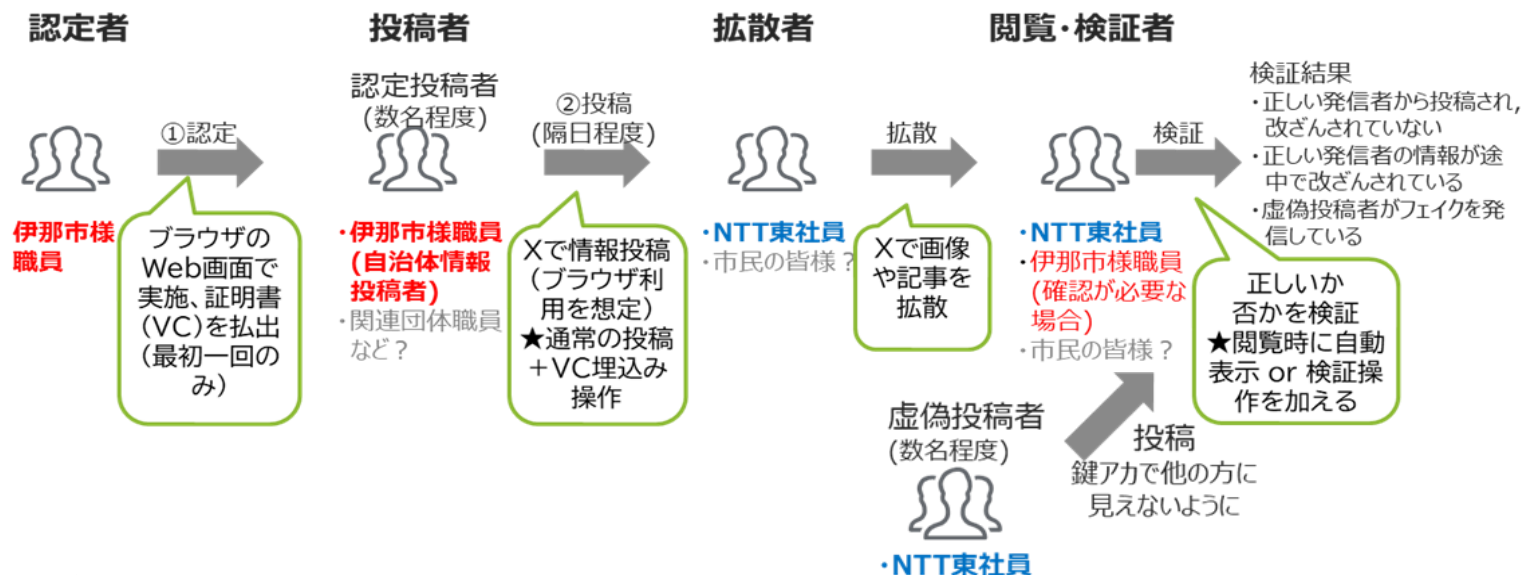 認定者
投稿者
拡散者
閲覧・検証者
①認定
伊那市様
職員
ブラウザの
Web画面で
実施、証明書
（VC）を払出
（最初一回の
み）
認定投稿者
(数名程度)
②投稿
(隔日程度)
・伊那市様職員
(自治体情報
投稿者)
・関連団体職員
など？
Xで情報投稿
（ブラウザ利
用を想定）
★通常の投稿
＋VC埋込み
操作
拡散
・NTT東社員
・市民の皆様？
Xで画像
や記事を
拡散
検証
・NTT東社員
・伊那市様職員
(確認が必要な
場合)
・市民の皆様？
検証結果
・正しい発信者から投稿され,
改ざんされていない
・正しい発信者の情報が途
中で改ざんされている
・虚偽投稿者がフェイクを発
信している
正しいか
否かを検証
★閲覧時に自動
表示 or 検証操
作を加える
虚偽投稿者
(数名程度)
・NTT東社員
投稿
鍵アカで他の方に
見えないように